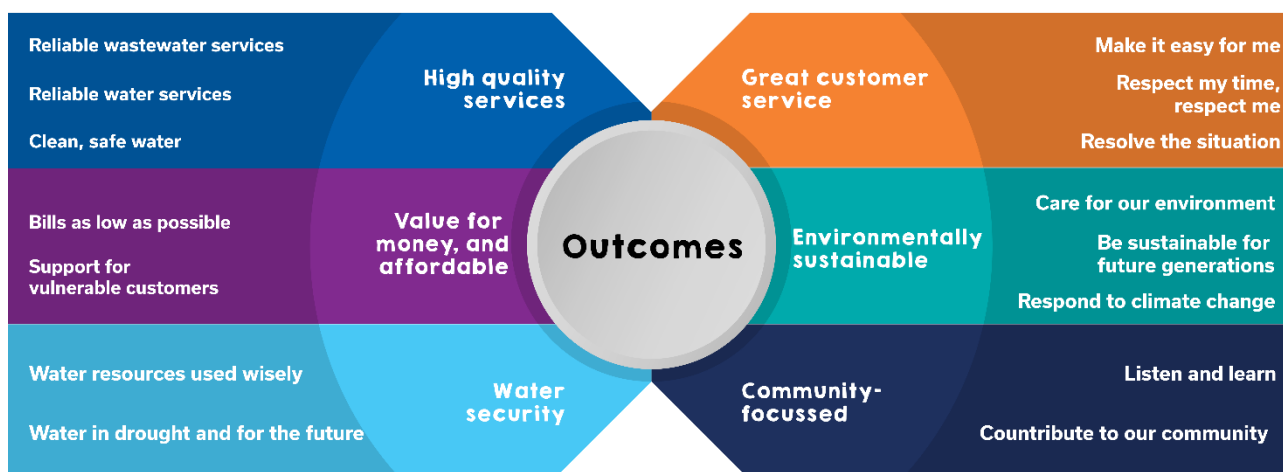 Reliable wastewater services
Reliable water services
Clean, safe water
High quality
services
Great customer
service
Make it easy for me
Respect my time,
respect me
Resolve the situation
Bills as low as possible
Support for
vulnerable customers
Value for
money, and
affordable
Outcomes
Environmentally
sustainable
Care for our environment
Be sustainable for
future generations
Respond to climate change
Water resources used wisely
Water in drought and for the future
Water
security
Community-
focussed
Listen and learn
Countribute to our community